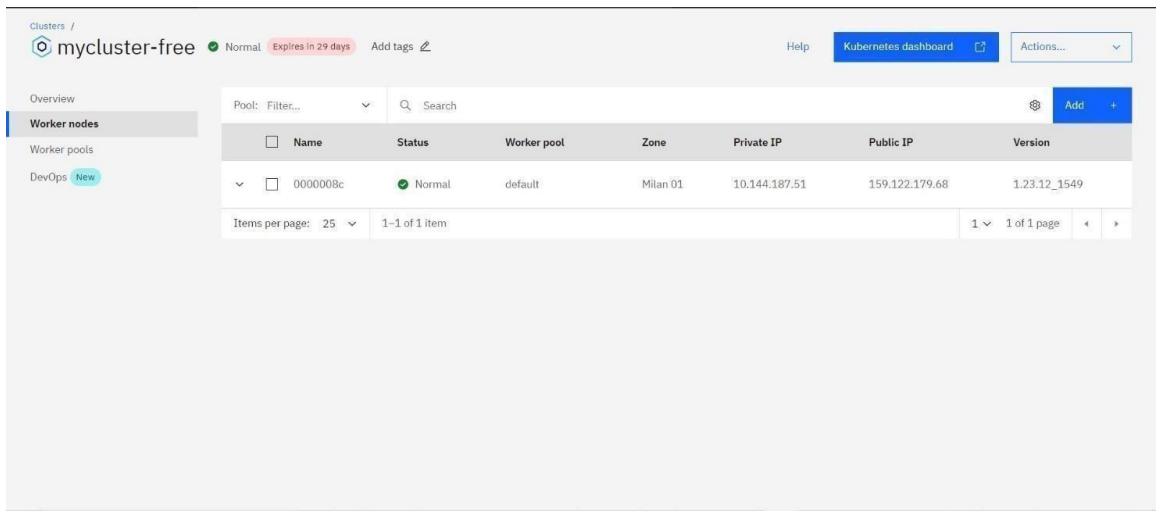 Clusters /
mycluster-free Normal Expires in 29 days Add tags Help Kubernetes dashboard Actions...
Overview
Worker nodes
Worker pools
DevOps New
Pool: Filter... Search Add +
Name Status Worker pool Zone Private IP Public IP Version
0000008c Normal default Milan 01 10.144.187.51 159.122.179.68 1.23.12_1549
Items per page: 25 1–1 of 1 item 1 1 of 1 page